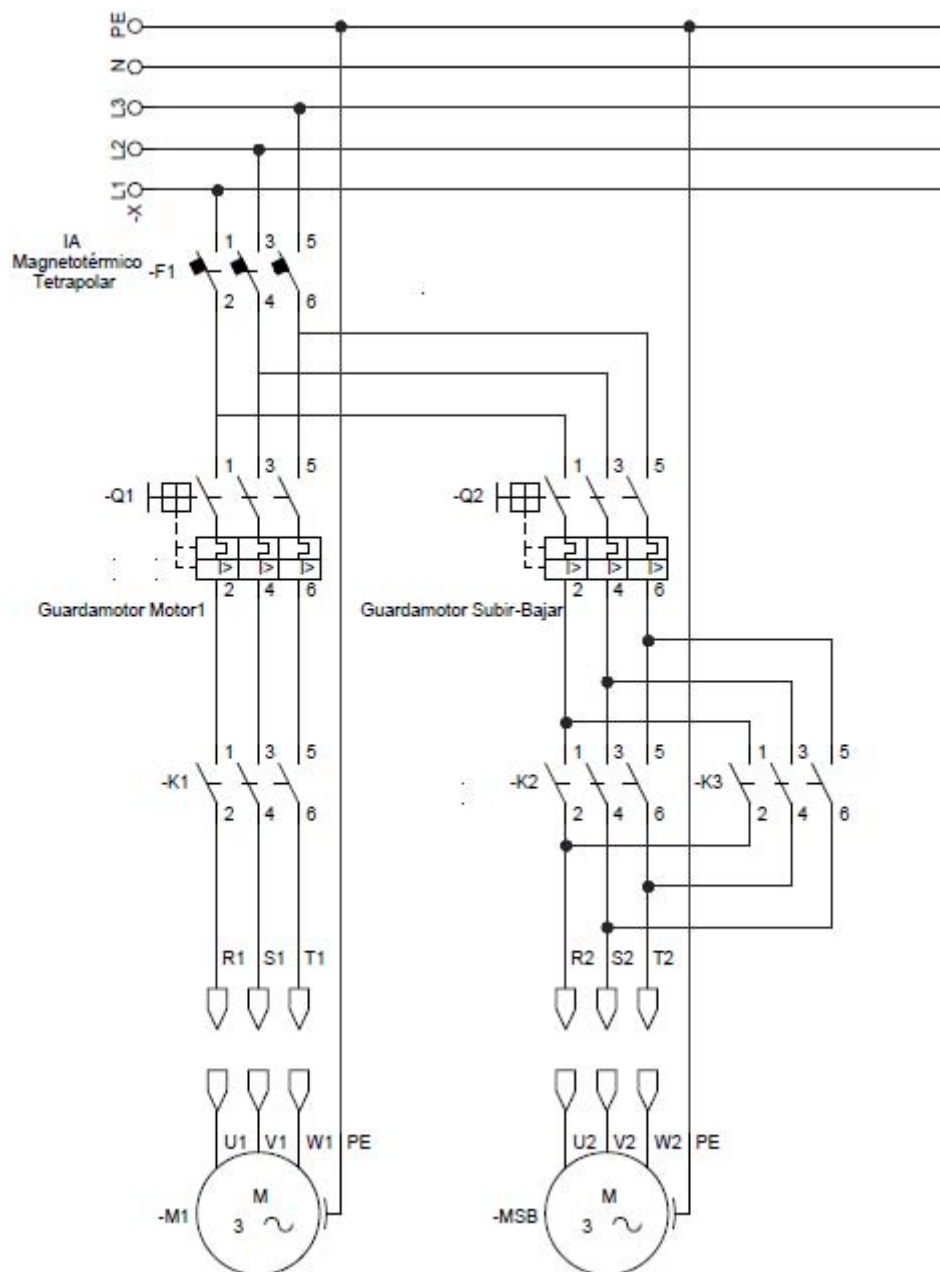 PE
N
L3
L2
L1
-X
IA
Magnetotérmico
Tetrapolar
-F1
1 3 5
2 4 6
-Q1
1 3 5
-Q2
1 3 5
I> I> I>
I> I> I>
2 4 6
2 4 6
Guardamotor Motor1
Guardamotor Subir-Bajar
-K1
1 3 5
2 4 6
-K2
1 3 5
2 4 6
-K3
1 3 5
2 4 6
R1 S1 T1
R2 S2 T2
U1 V1 W1 PE
U2 V2 W2 PE
-M1
M
3
-MSB
M
3